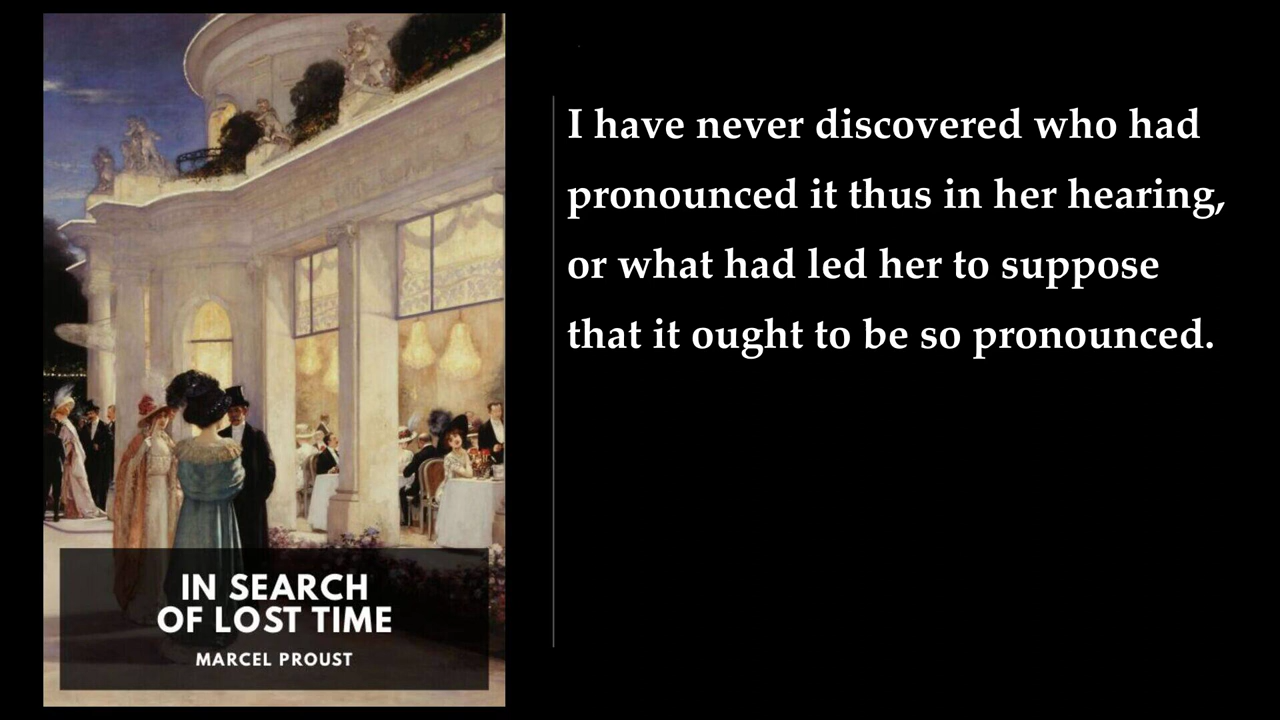 I have never discovered who had
pronounced it thus in her hearing,
or what had led her to suppose
that it ought to be so pronounced.
IN SEARCH
OF LOST TIME
MARCEL PROUST